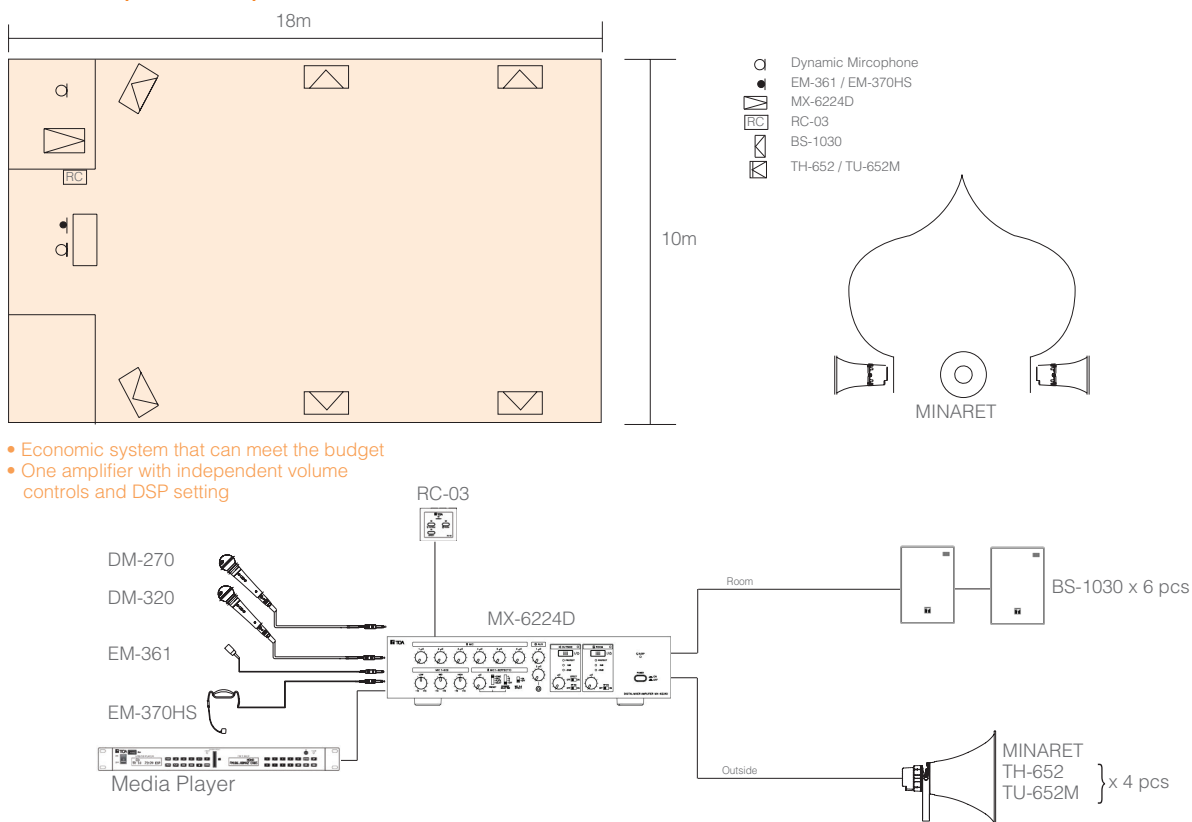 18m
Dynamic Mircophone
EM-361 / EM-370HS
MX-6224D
RC RC-03
BS-1030
TH-652 / TU-652M
RC
10m
MINARET
• Economic system that can meet the budget
• One amplifier with independent volume
controls and DSP setting
RC-03
DM-270
DM-320
EM-361
EM-370HS
Media Player
MX-6224D
TOA
Room
BS-1030 x 6 pcs
Outside
MINARET
TH-652
TU-652M
x 4 pcs